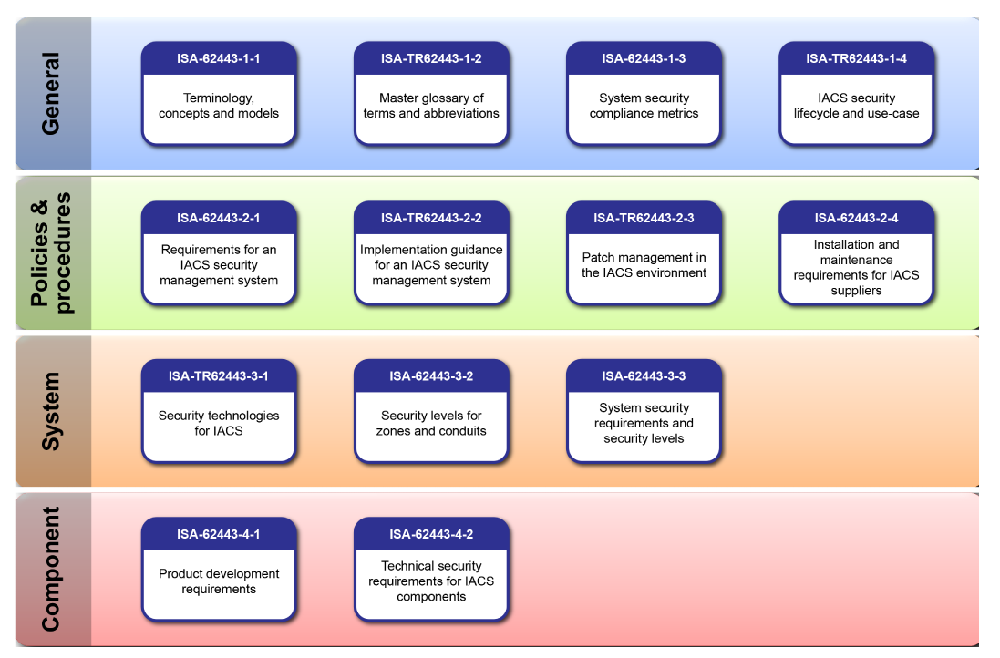 General
ISA-62443-1-1
Terminology,
concepts and models
ISA-TR62443-1-2
Master glossary of
terms and abbreviations
ISA-62443-1-3
System security
compliance metrics
ISA-TR62443-1-4
IACS security
lifecycle and use-case
Policies &
procedures
ISA-62443-2-1
Requirements for an
IACS security
management system
ISA-TR62443-2-2
Implementation guidance
for an IACS security
management system
ISA-TR62443-2-3
Patch management in
the IACS environment
ISA-62443-2-4
Installation and
maintenance
requirements for IACS
suppliers
System
ISA-TR62443-3-1
Security technologies
for IACS
ISA-62443-3-2
Security levels for
zones and conduits
ISA-62443-3-3
System security
requirements and
security levels
Component
ISA-62443-4-1
Product development
requirements
ISA-62443-4-2
Technical security
requirements for IACS
components